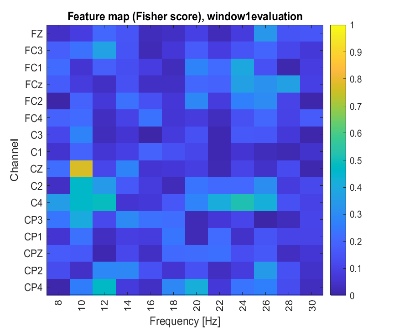 Feature map (Fisher score), window1evaluation
Channel
FZ
FC3
FC1
FCz
FC2
FC4
C3
C1
CZ
C2
C4
CP3
CP1
CPZ
CP2
CP4
8 10 12 14 16 18 20 22 24 26 28 30
Frequency [Hz]
1
0.9
0.8
0.7
0.6
0.5
0.4
0.3
0.2
0.1
0